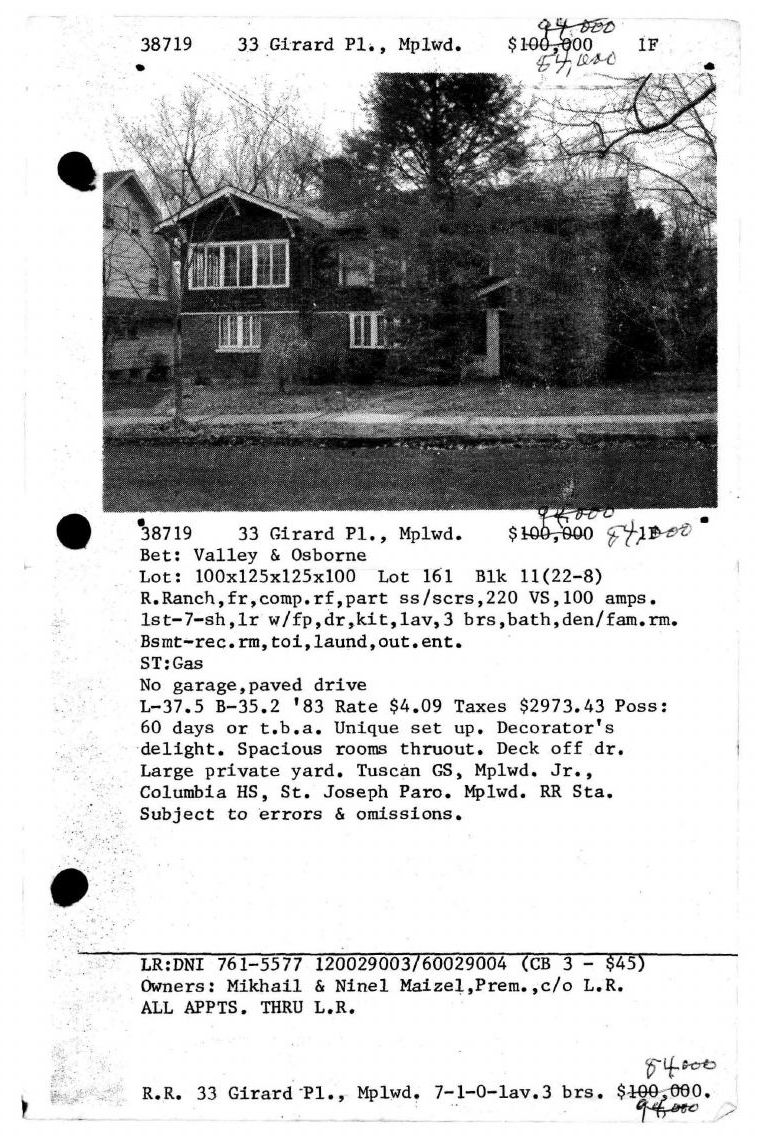 94,000
38719 33 Girard Pl., Mplwd. $100,000 1F
84,000
94,000
38719 33 Girard Pl., Mplwd. $100,000 84,000 1F
Bet: Valley & Osborne
Lot: 100x125x125x100 Lot 161 Blk 11(22-8)
R.Ranch,fr,comp.rf,part ss/scrs,220 VS,100 amps.
1st-7-sh,lr w/fp,dr,kit,lav,3 brs,bath,den/fam.rm.
Bsmt-rec.rm,toi,laund,out.ent.
ST:Gas
No garage,paved drive
L-37.5 B-35.2 '83 Rate $4.09 Taxes $2973.43 Poss:
60 days or t.b.a. Unique set up. Decorator's
delight. Spacious rooms thruout. Deck off dr.
Large private yard. Tuscan GS, Mplwd. Jr.,
Columbia HS, St. Joseph Paro. Mplwd. RR Sta.
Subject to errors & omissions.
LR:DNI 761-5577 120029003/60029004 (CB 3 - $45)
Owners: Mikhail & Ninel Maizel,Prem.,c/o L.R.
ALL APPTS. THRU L.R.
84,000
R.R. 33 Girard Pl., Mplwd. 7-1-0-lav.3 brs. $100,000.
94,000